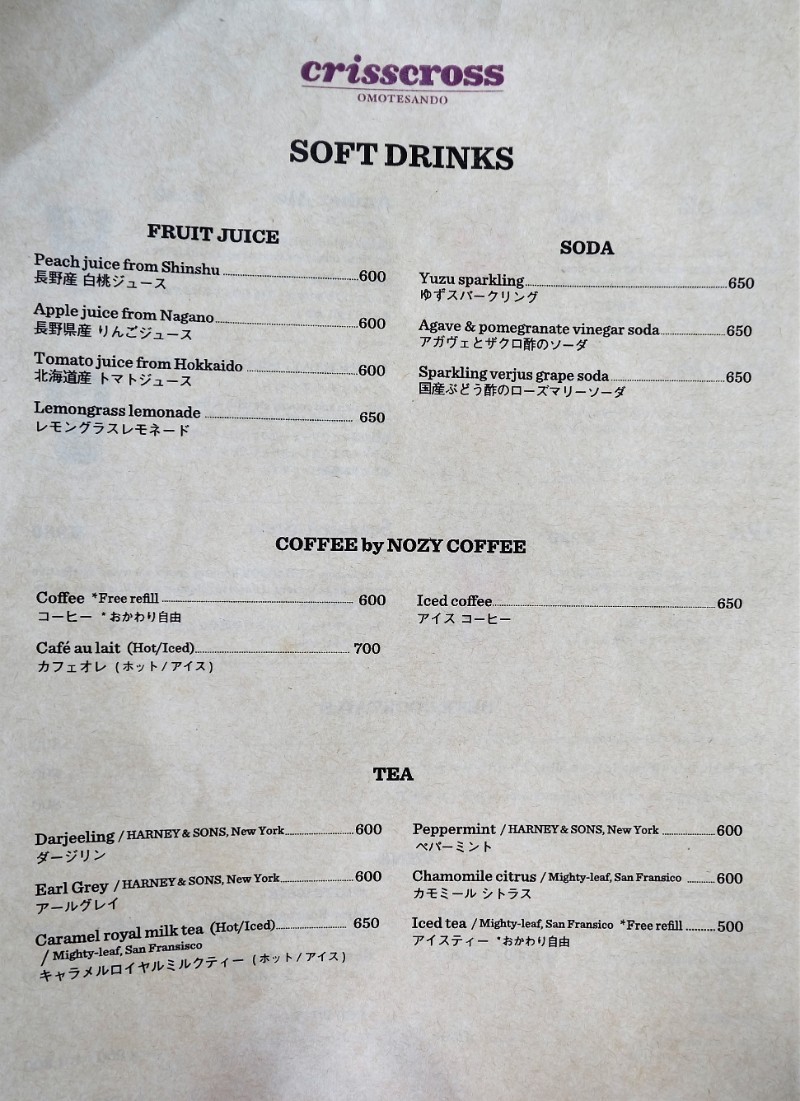 crisscross
OMOTESANDO
SOFT DRINKS
FRUIT JUICE
Peach juice from Shinshu 600
長野産 白桃ジュース
Apple juice from Nagano 600
長野県産 りんごジュース
Tomato juice from Hokkaido 600
北海道産 トマトジュース
Lemongrass lemonade 650
レモングラスレモネード
SODA
Yuzu sparkling 650
ゆずスパークリング
Agave & pomegranate vinegar soda 650
アガヴェとザクロ酢のソーダ
Sparkling verjus grape soda 650
国産ぶどう酢のローズマリーソーダ
COFFEE by NOZY COFFEE
Coffee *Free refill 600
コーヒー *おかわり自由
Café au lait (Hot/Iced) 700
カフェオレ (ホット/アイス)
Iced coffee 650
アイス コーヒー
TEA
Darjeeling / HARNEY & SONS, New York 600
ダージリン
Earl Grey / HARNEY & SONS, New York 600
アールグレイ
Caramel royal milk tea (Hot/Iced) 650
/ Mighty-leaf, San Fransisco
キャラメルロイヤルミルクティー (ホット/アイス)
Peppermint / HARNEY & SONS, New York 600
ペパーミント
Chamomile citrus / Mighty-leaf, San Fransico 600
カモミール シトラス
Iced tea / Mighty-leaf, San Fransico *Free refill 500
アイスティー *おかわり自由